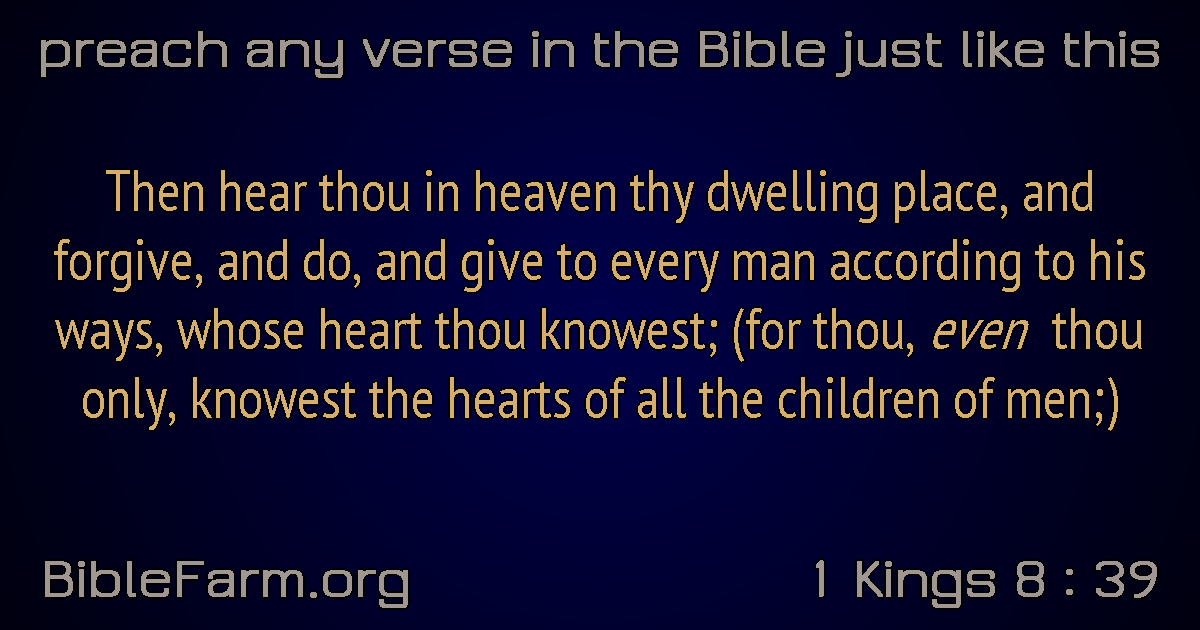 preach any verse in the Bible just like this
Then hear thou in heaven thy dwelling place, and
forgive, and do, and give to every man according to his
ways, whose heart thou knowest; (for thou, even thou
only, knowest the hearts of all the children of men;)
BibleFarm.org
1 Kings 8 : 39